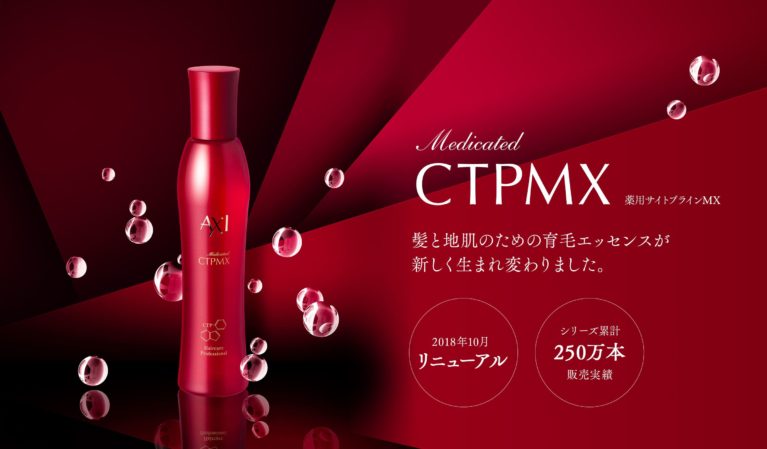 AXI
Medicated
CTPMX
CTP
Haircare
Professional
Medicated
CTPMX
薬用サイトプラインMX
髪と地肌のための育毛エッセンスが
新しく生まれ変わりました。
2018年10月
リニューアル
シリーズ累計
250万本
販売実績